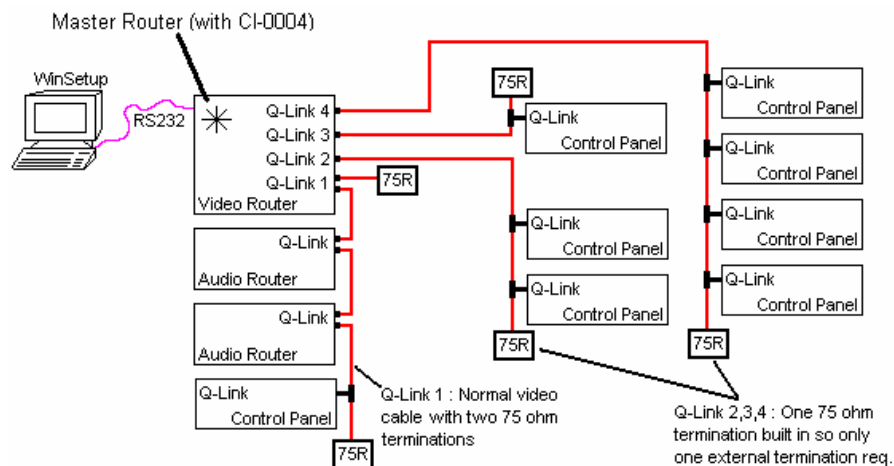 Master Router (with CI-0004)
WinSetup
RS232
Q-Link 4
Q-Link 3
Q-Link 2
Q-Link 1
Video Router
75R
75R
Q-Link
Control Panel
Q-Link
Control Panel
Q-Link
Control Panel
Q-Link
Control Panel
Q-Link
Control Panel
Q-Link
Control Panel
Q-Link
Control Panel
75R
75R
Q-Link
Audio Router
Q-Link
Audio Router
Q-Link
Control Panel
75R
Q-Link 1 : Normal video
cable with two 75 ohm
terminations
Q-Link 2,3,4 : One 75 ohm
termination built in so only
one external termination req.